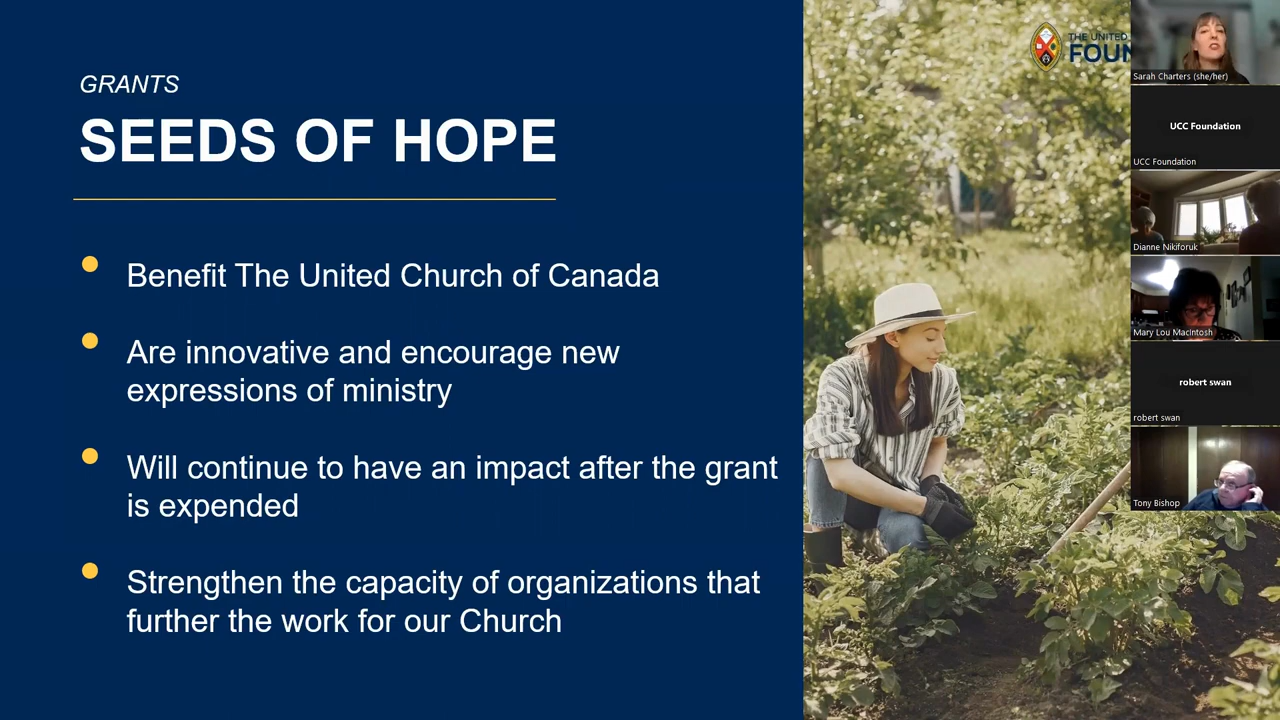 GRANTS
SEEDS OF HOPE
Benefit The United Church of Canada
Are innovative and encourage new
expressions of ministry
Will continue to have an impact after the grant
is expended
Strengthen the capacity of organizations that
further the work for our Church
THE UNITED
FOUN
Sarah Charters (she/her)
UCC Foundation
UCC Foundation
Dianne Nikiforuk
Mary Lou MacIntosh
robert swan
robert swan
Tony Bishop